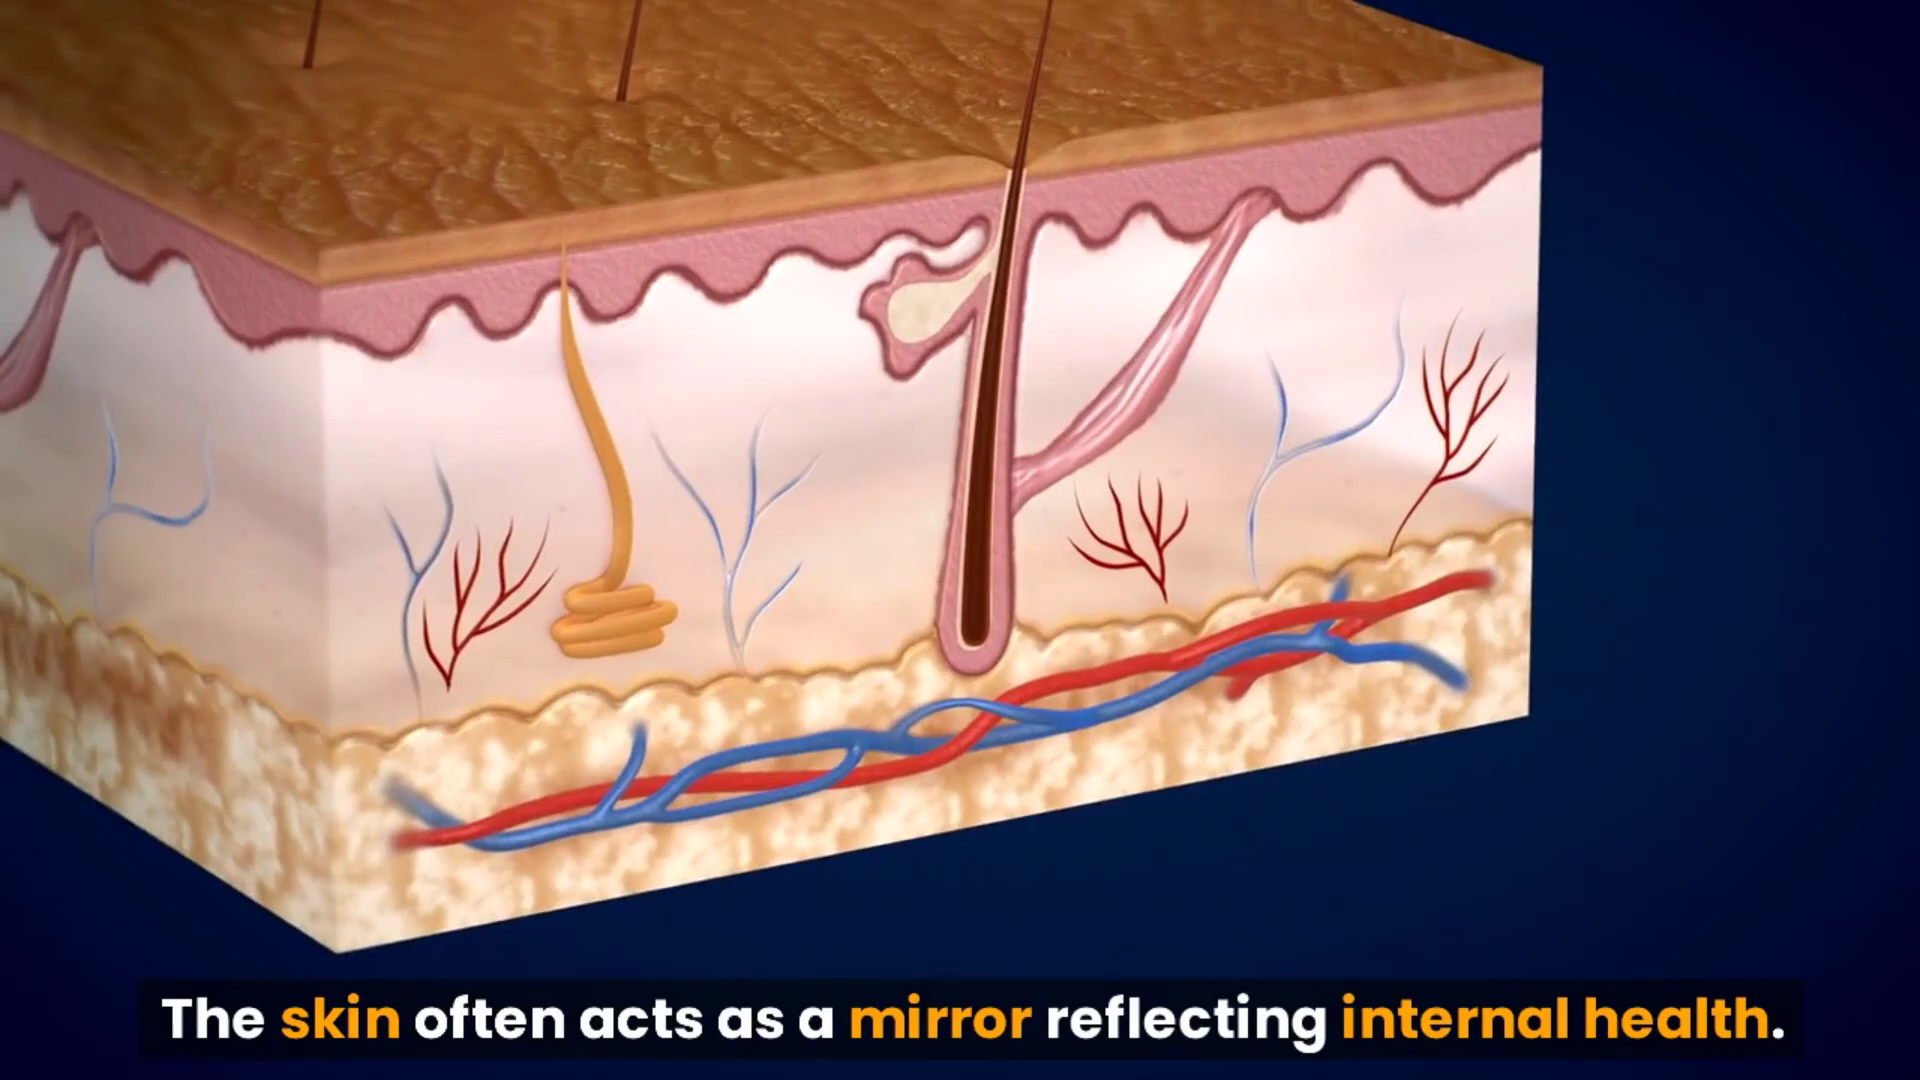 The skin often acts as a mirror reflecting internal health.